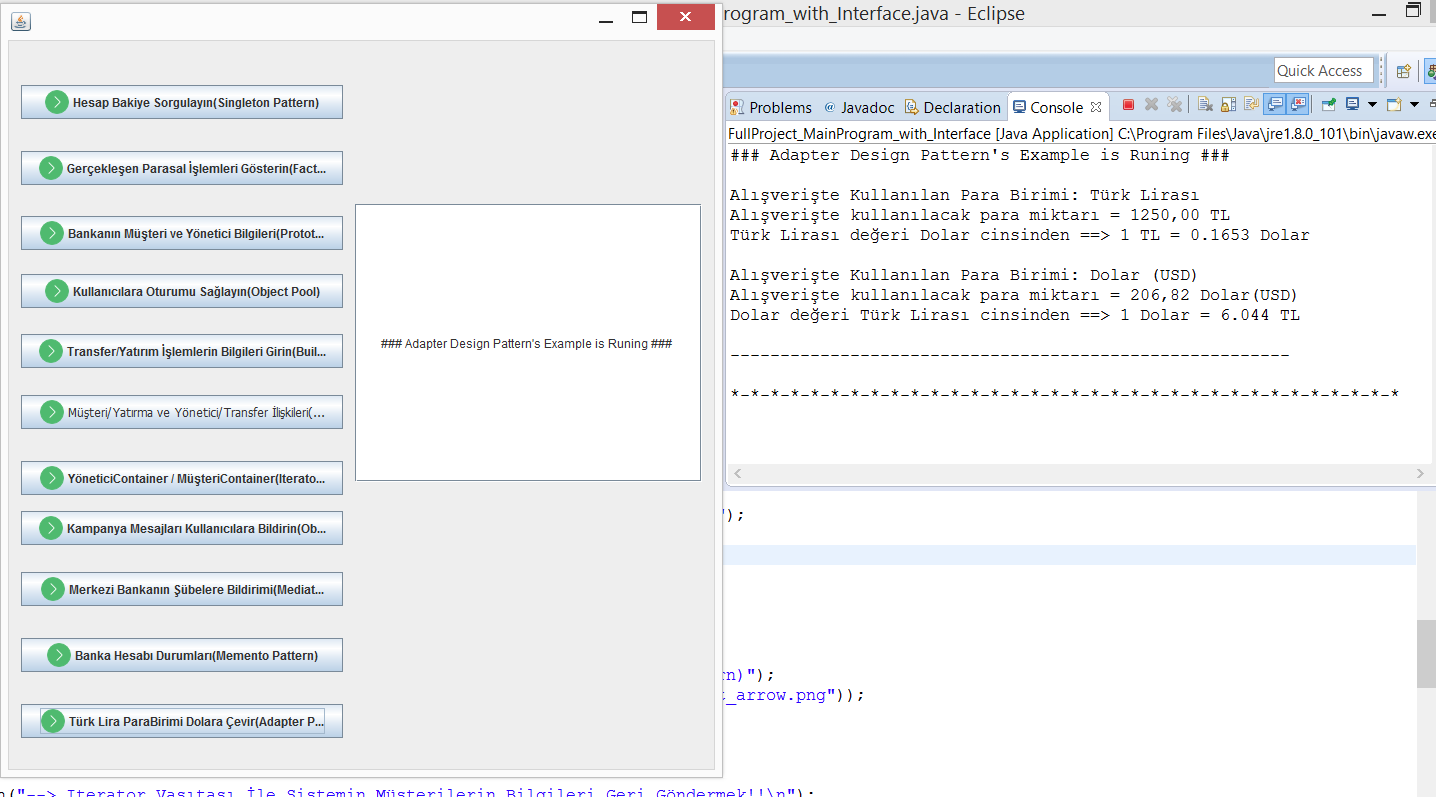 rogram_with_Interface.java - Eclipse
Quick Access
Problems @ Javadoc Declaration Console
FullProject_MainProgram_with_Interface [Java Application] C:\Program Files\Java\jre1.8.0_101\bin\javaw.exe
### Adapter Design Pattern's Example is Runing ###
Alışverişte Kullanılan Para Birimi: Türk Lirası
Alışverişte kullanılacak para miktarı = 1250,00 TL
Türk Lirası değeri Dolar cinsinden ==> 1 TL = 0.1653 Dolar
Alışverişte Kullanılan Para Birimi: Dolar (USD)
Alışverişte kullanılacak para miktarı = 206,82 Dolar(USD)
Dolar değeri Türk Lirası cinsinden ==> 1 Dolar = 6.044 TL
--------------------------------------------------------
*-*-*-*-*-*-*-*-*-*-*-*-*-*-*-*-*-*-*-*-*-*-*-*-*-*-*-*-*-*-*-*-*-*
Hesap Bakiye Sorgulayın(Singleton Pattern)
Gerçekleşen Parasal İşlemleri Gösterin(Fact...
Bankanın Müşteri ve Yönetici Bilgileri(Protot...
Kullanıcılara Oturumu Sağlayın(Object Pool)
Transfer/Yatırım İşlemlerin Bilgileri Girin(Buil...
Müşteri/Yatırma ve Yönetici/Transfer İlişkileri(...
YöneticiContainer / MüşteriContainer(Iterato...
Kampanya Mesajları Kullanıcılara Bildirin(Ob...
Merkezi Bankanın Şübelere Bildirimi(Mediat...
Banka Hesabı Durumları(Memento Pattern)
Türk Lira ParaBirimi Dolara Çevir(Adapter P...
### Adapter Design Pattern's Example is Runing ###
");
rn)");
t_arrow.png"));
n("--> Iterator Vasıtası İle Sistemin Müşterilerin Bilgileri Geri Göndermek!!\n");